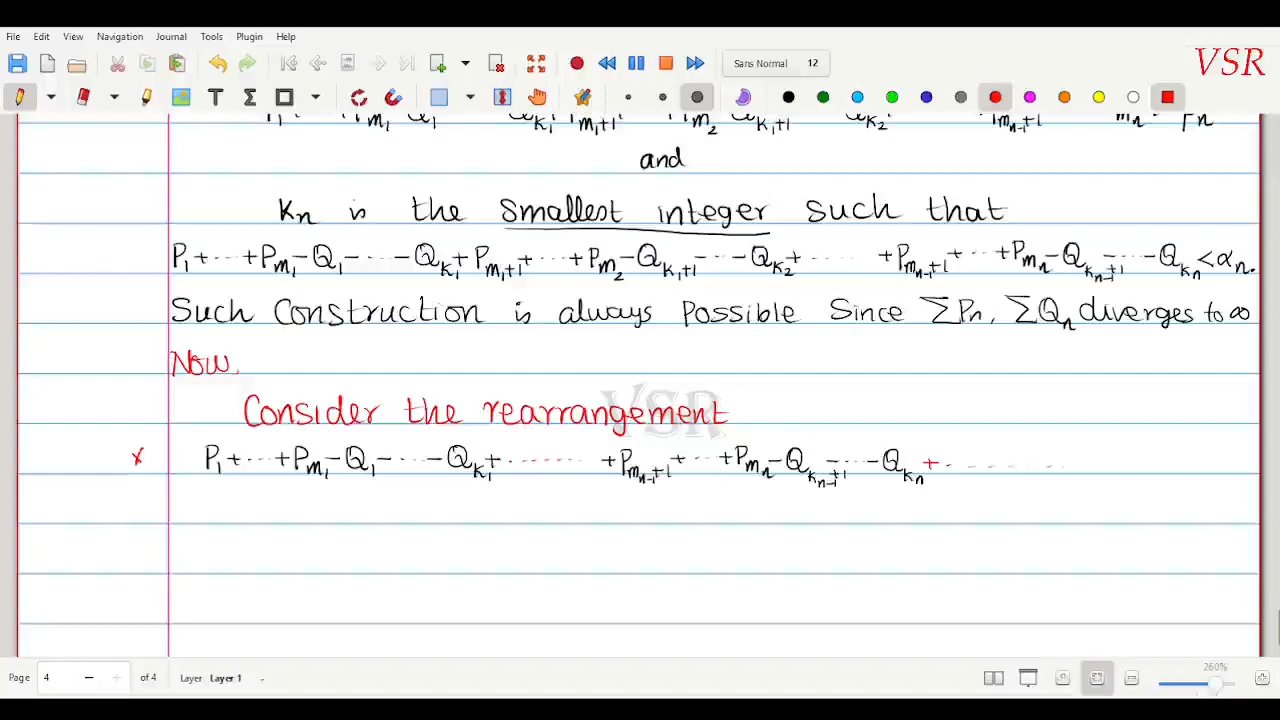 File Edit View Navigation Journal Tools Plugin Help
VSR
Sans Normal 12
and
Kn is the smallest integer such that
P₁+···+Pm₁-Q₁-···-Qk₁+Pm₁+1+···+Pm₂-Qk₁+1-···-Qk₂+······+Pmn-1+1+···+Pmn-Qkn-1+1-···-Qkn<αn.
Such Construction is always Possible Since ΣPn, ΣQn diverges to ∞
Now,
Consider the rearrangement
VSR
* P₁+···+Pm₁-Q₁-···-Qk₁+·······+Pmn-1+1+···+Pmn-Qkn-1+1-···-Qkn+·······
Page 4 of 4 Layer Layer 1 260%